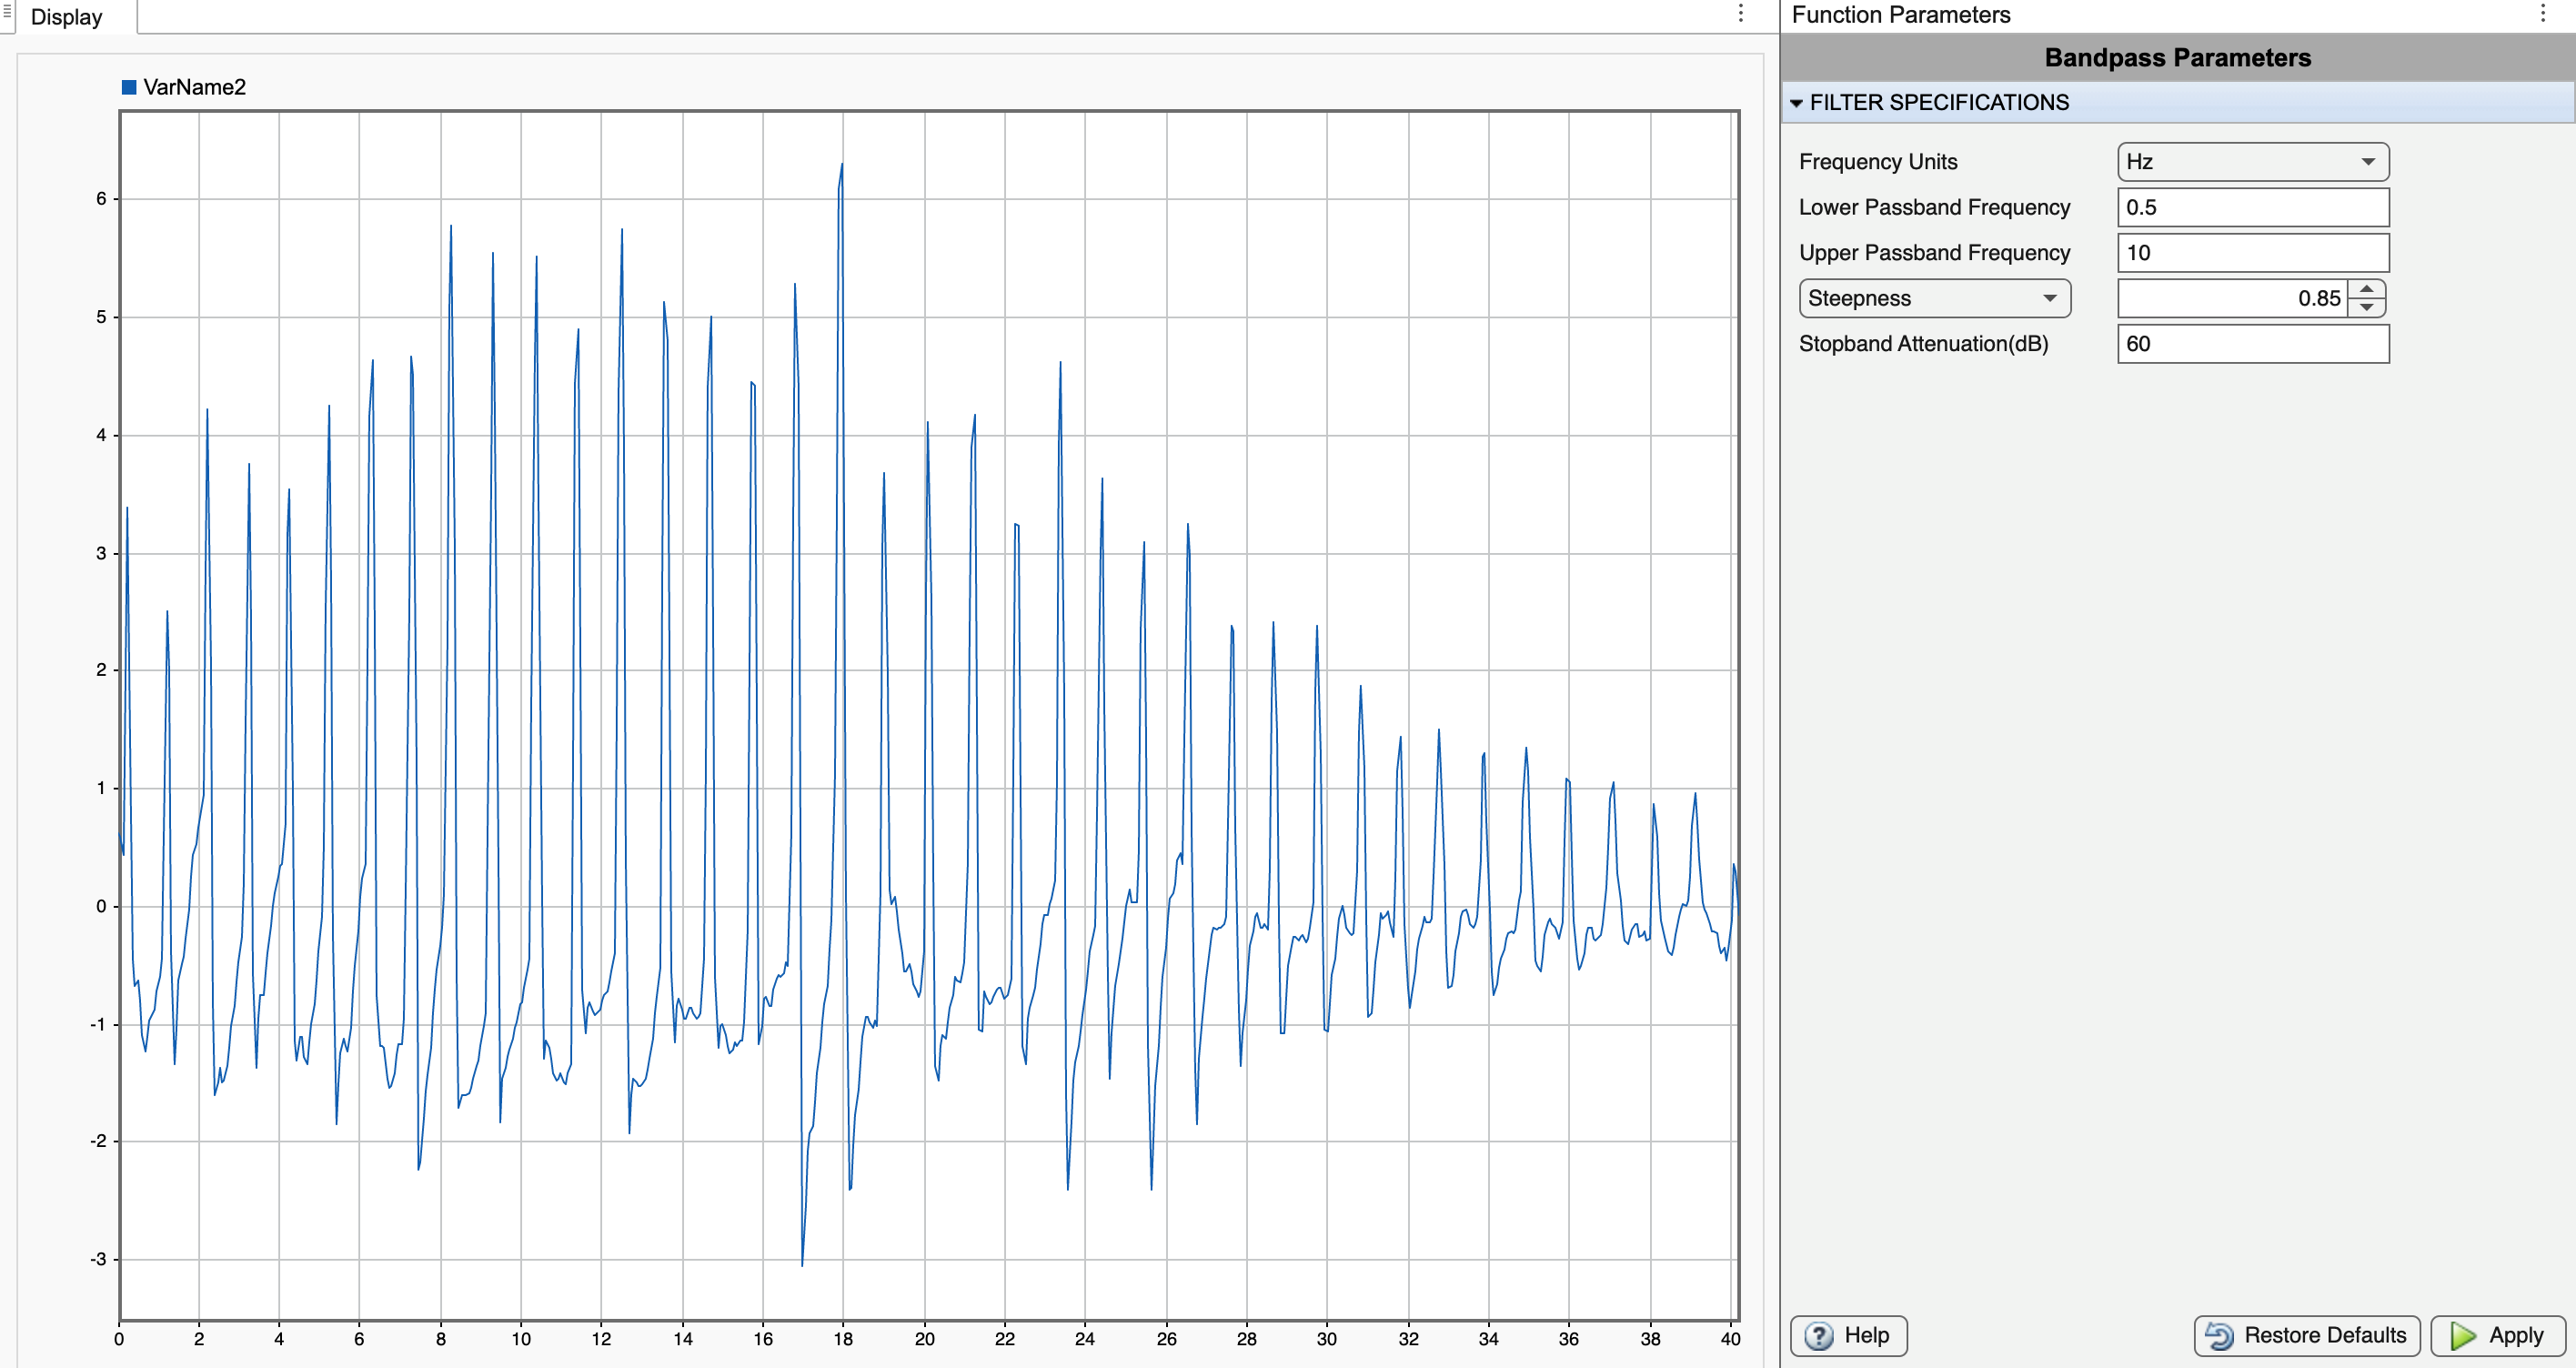 Display
Function Parameters
Bandpass Parameters
FILTER SPECIFICATIONS
Frequency Units Hz
Lower Passband Frequency 0.5
Upper Passband Frequency 10
Steepness 0.85
Stopband Attenuation(dB) 60
VarName2
6
5
4
3
2
1
0
-1
-2
-3
0 2 4 6 8 10 12 14 16 18 20 22 24 26 28 30 32 34 36 38 40
Help Restore Defaults Apply